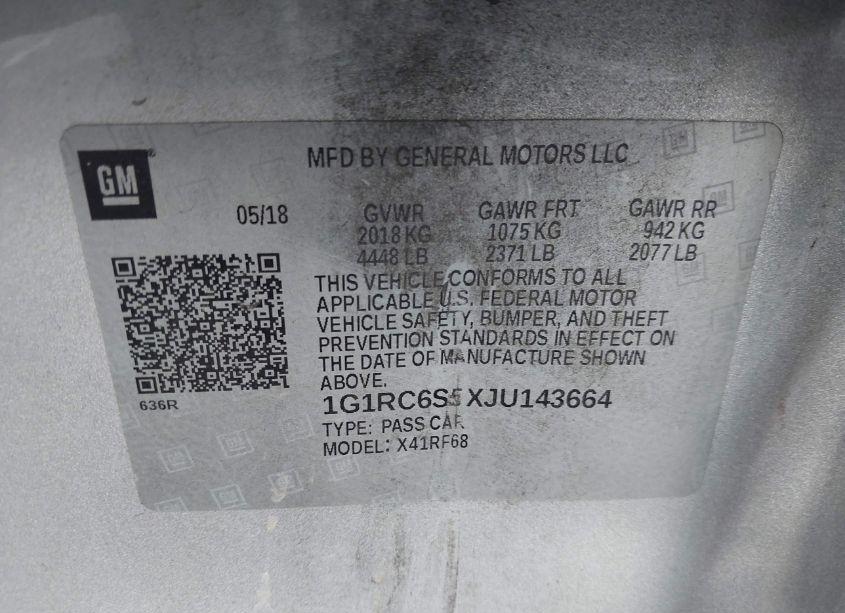 GM
MFD BY GENERAL MOTORS LLC
05/18 GVWR GAWR FRT GAWR RR
2018 KG 1075 KG 942 KG
4448 LB 2371 LB 2077 LB
THIS VEHICLE CONFORMS TO ALL
APPLICABLE U.S. FEDERAL MOTOR
VEHICLE SAFETY, BUMPER, AND THEFT
PREVENTION STANDARDS IN EFFECT ON
THE DATE OF MANUFACTURE SHOWN
ABOVE.
636R
1G1RC6S5XJU143664
TYPE: PASS CAR
MODEL: X41RF68